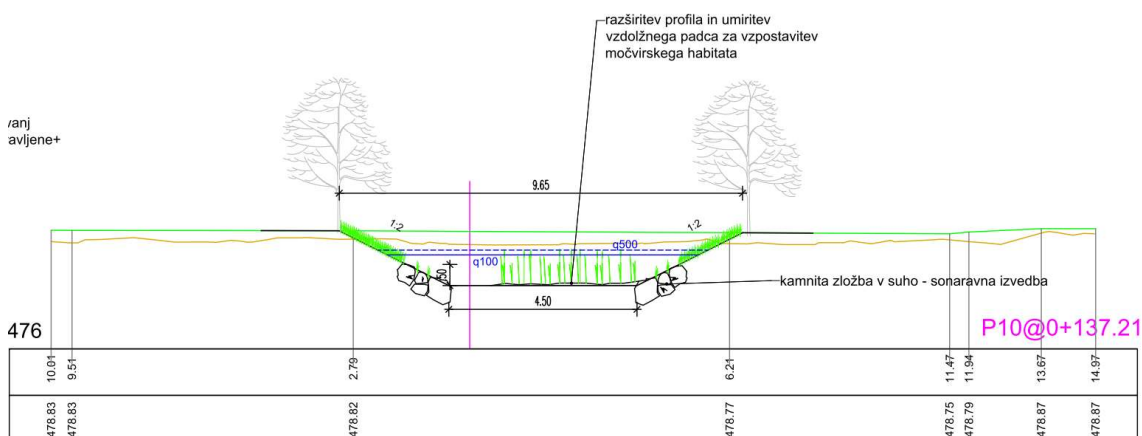 razširitev profila in umiritev
vzdolžnega padca za vzpostavitev
močvirskega habitata
vanj
avljene+
9.65
1:2
1:2
q500
q100
.50
kamnita zložba v suho - sonaravna izvedba
4.50
476
P10@0+137.21
10.01 9.51 2.79 6.21 11.47 11.94 13.67 14.97
478.83 478.83 478.82 478.77 478.75 478.79 478.87 478.87